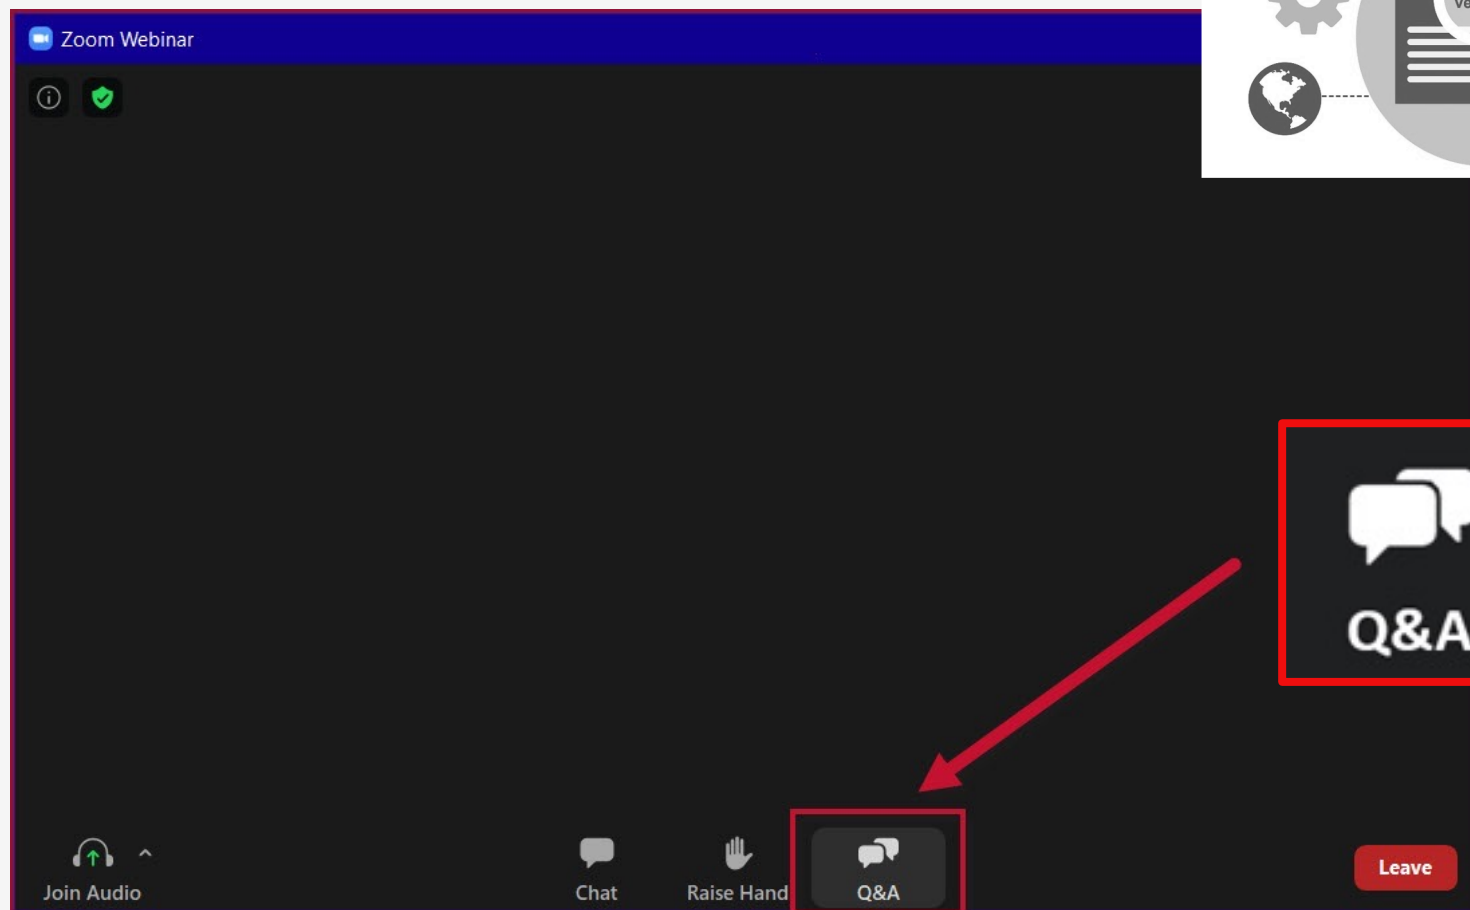 Zoom Webinar
Q&A
Join Audio
Chat
Raise Hand
Q&A
Leave